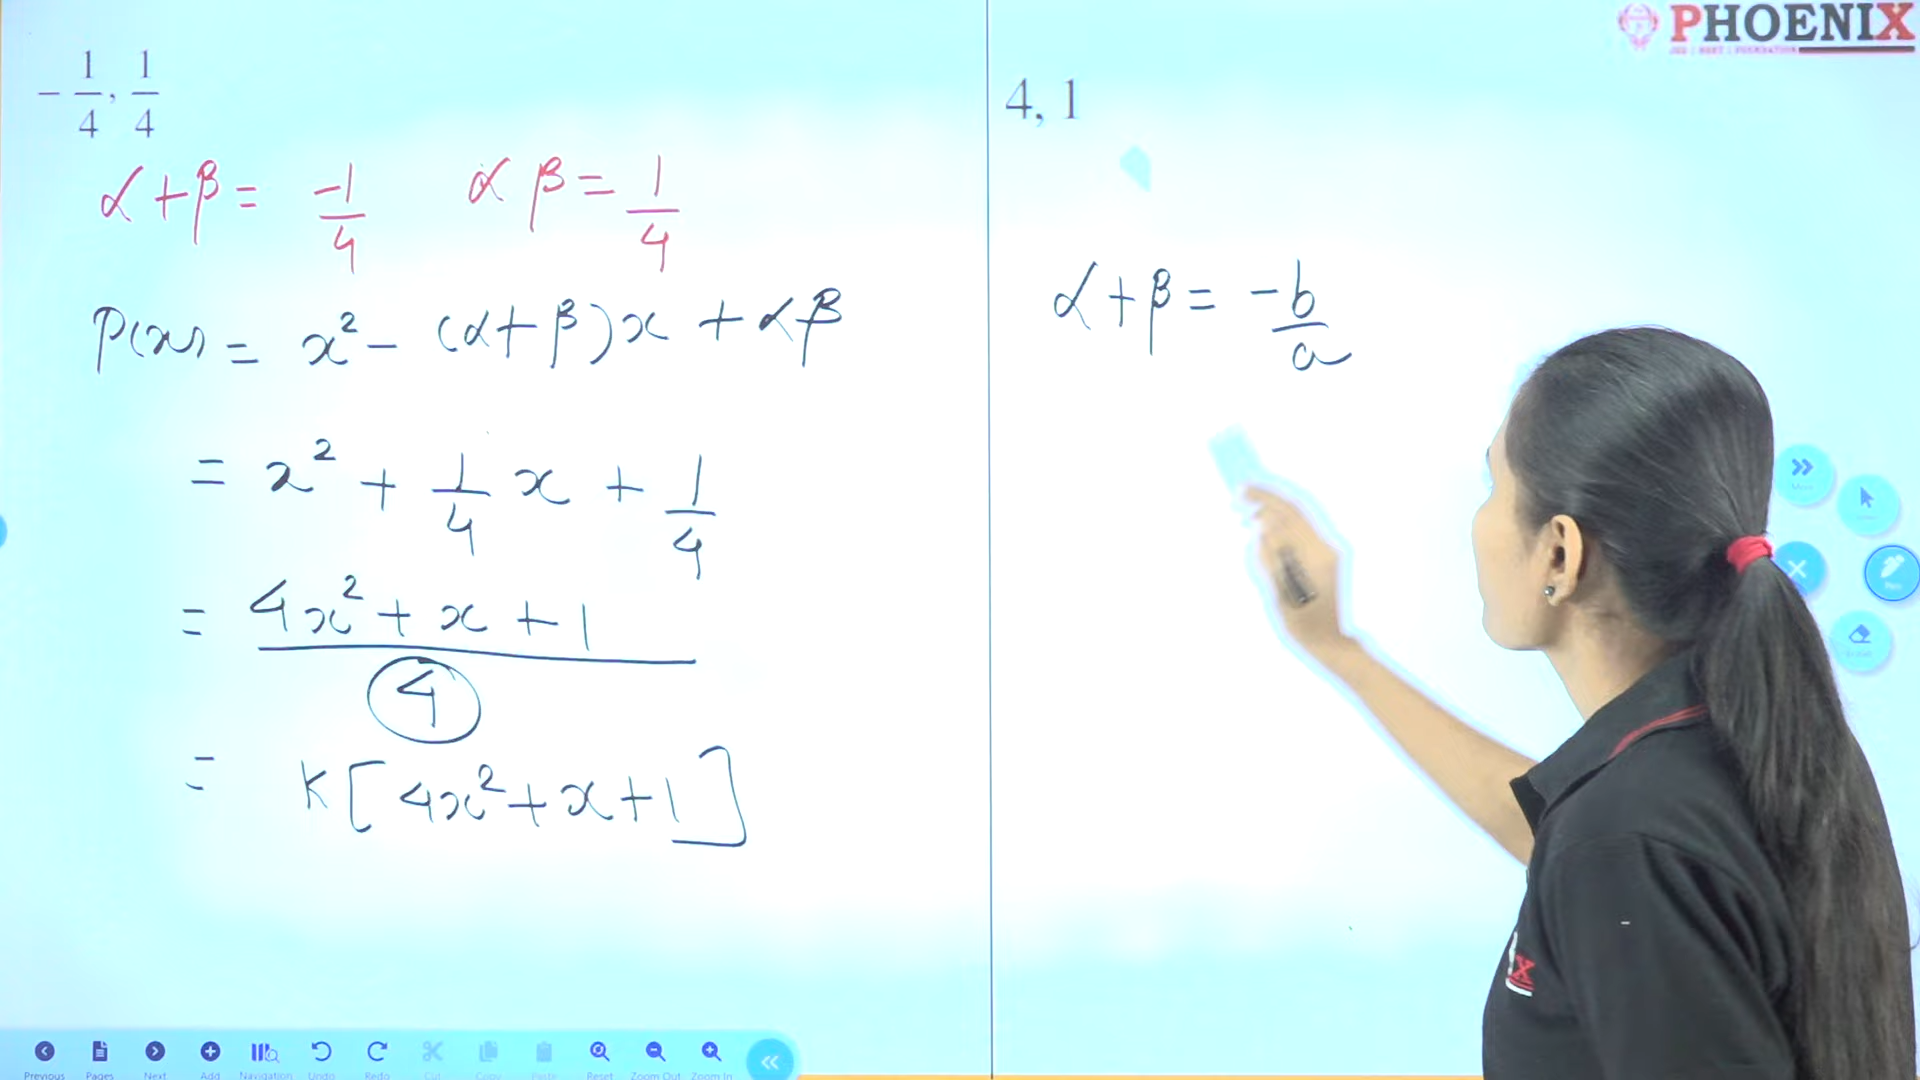 PHOENIX
-1/4, 1/4
α+β = -1/4 αβ = 1/4
P(x) = x² - (α+β)x + αβ
= x² + 1/4 x + 1/4
= 4x² + x + 1 / 4
= K[4x² + x + 1]
4, 1
α+β = -b/a
X
Previous Pages Next Add Navigation Undo Redo Cut Copy Paste Reset Zoom Out Zoom In